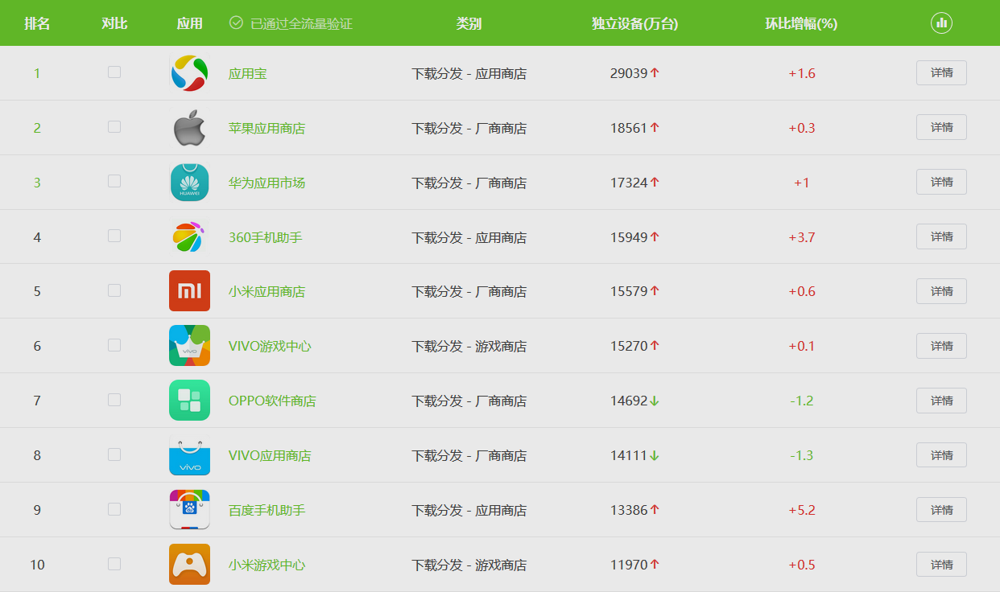 排名 对比 应用 已通过全流量验证 类别 独立设备(万台) 环比增幅(%)
1 应用宝 下载分发 - 应用商店 29039↑ +1.6 详情
2 苹果应用商店 下载分发 - 厂商商店 18561↑ +0.3 详情
3 HUAWEI 华为应用市场 下载分发 - 厂商商店 17324↑ +1 详情
4 360手机助手 下载分发 - 应用商店 15949↑ +3.7 详情
5 MI 小米应用商店 下载分发 - 厂商商店 15579↑ +0.6 详情
6 vivo VIVO游戏中心 下载分发 - 游戏商店 15270↑ +0.1 详情
7 OPPO软件商店 下载分发 - 厂商商店 14692↓ -1.2 详情
8 vivo VIVO应用商店 下载分发 - 厂商商店 14111↓ -1.3 详情
9 百度手机助手 下载分发 - 应用商店 13386↑ +5.2 详情
10 小米游戏中心 下载分发 - 游戏商店 11970↑ +0.5 详情